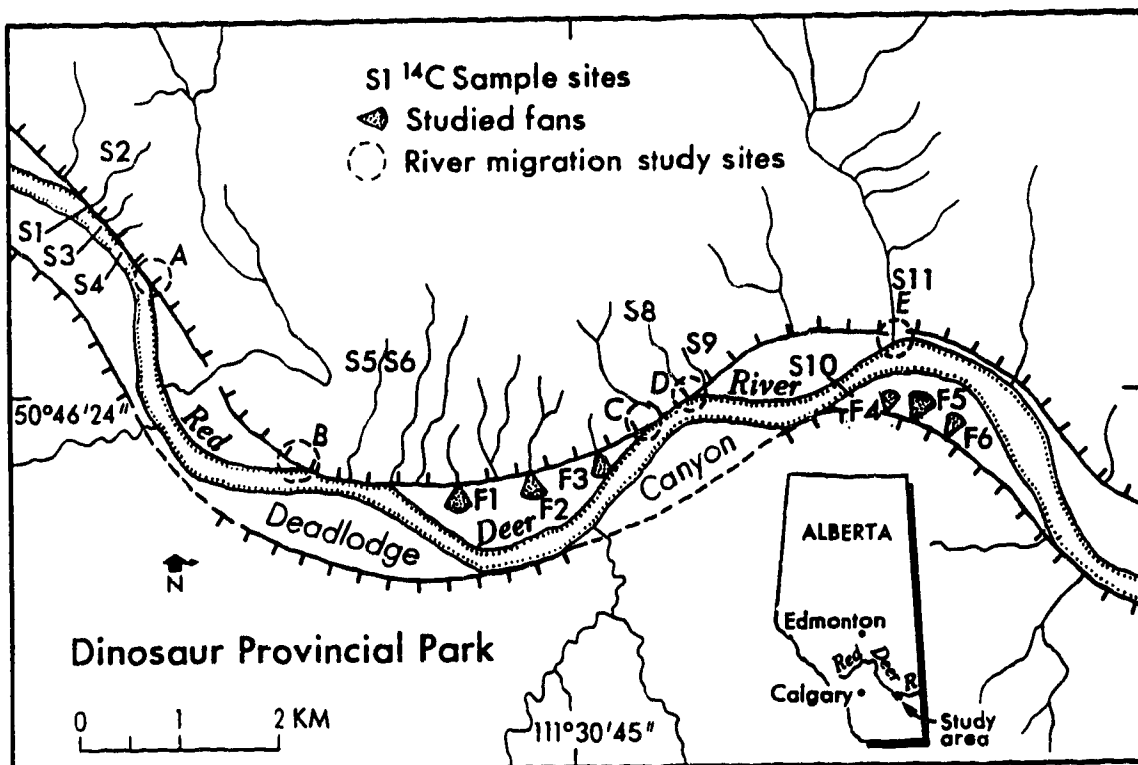 S1 ¹⁴C Sample sites
Studied fans
River migration study sites
S2
S1
S3
S4
A
S11
E
S8
S9
S5 S6
D
River
S10
C
50°46'24"
Red
B
F4
F5
F6
F3
Canyon
F1
F2
Deer
Deadlodge
N
ALBERTA
Dinosaur Provincial Park
Edmonton
Red Deer R
Calgary
0 1 2 KM
111°30'45"
Study
area